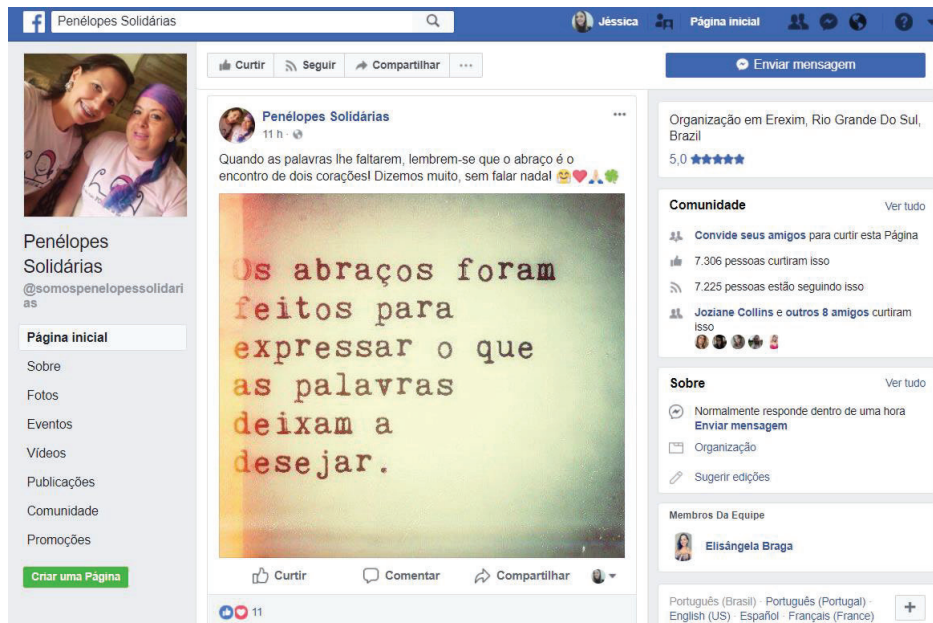 Penélopes Solidárias
Jéssica
Página inicial
Penélopes
Solidárias
@somospenelopessolidari
as
Página inicial
Sobre
Fotos
Eventos
Vídeos
Publicações
Comunidade
Promoções
Criar uma Página
Curtir
Seguir
Compartilhar
Penélopes Solidárias
11 h
Quando as palavras lhe faltarem, lembrem-se que o abraço é o
encontro de dois corações! Dizemos muito, sem falar nada! 🤗❤️🙏🍀
Os abraços foram
feitos para
expressar o que
as palavras
deixam a
desejar.
Curtir
Comentar
Compartilhar
11
Enviar mensagem
Organização em Erexim, Rio Grande Do Sul,
Brazil
5,0 ★★★★★
Comunidade
Ver tudo
Convide seus amigos para curtir esta Página
7.306 pessoas curtiram isso
7.225 pessoas estão seguindo isso
Joziane Collins e outros 8 amigos curtiram
isso
Sobre
Ver tudo
Normalmente responde dentro de uma hora
Enviar mensagem
Organização
Sugerir edições
Membros Da Equipe
Elisângela Braga
Português (Brasil) · Português (Portugal) ·
English (US) · Español · Français (France)